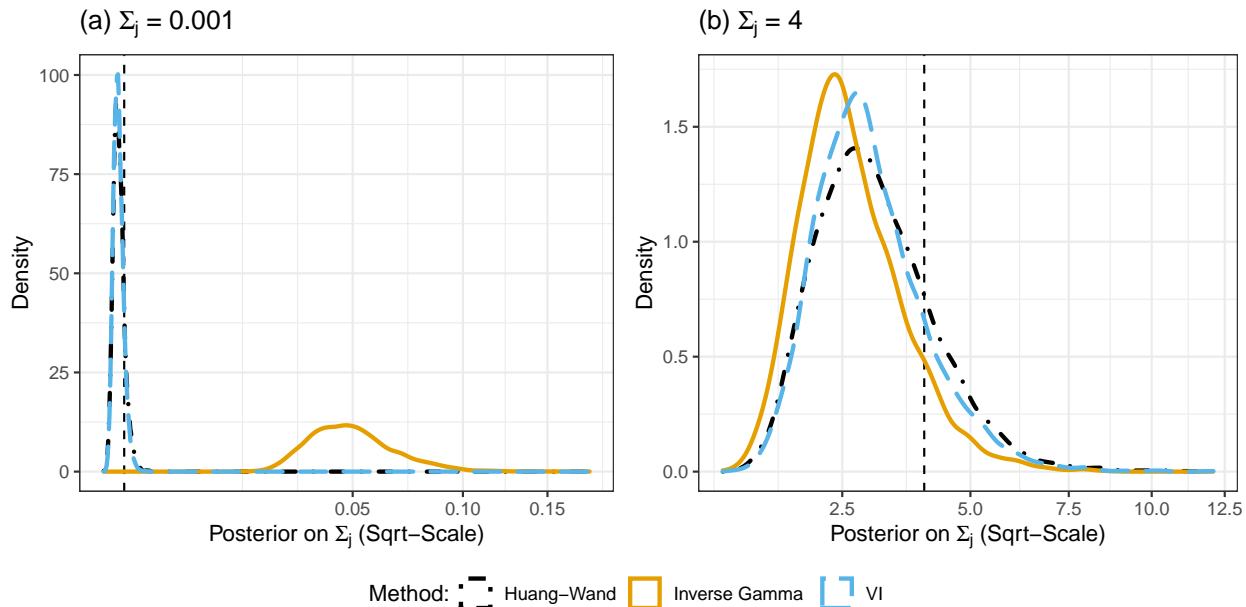 (a) Σj = 0.001
100
75
50
25
0
Density
0.05
0.10
0.15
Posterior on Σj (Sqrt−Scale)
(b) Σj = 4
1.5
1.0
0.5
0.0
Density
2.5
5.0
7.5
10.0
12.5
Posterior on Σj (Sqrt−Scale)
Method: Huang−Wand Inverse Gamma VI